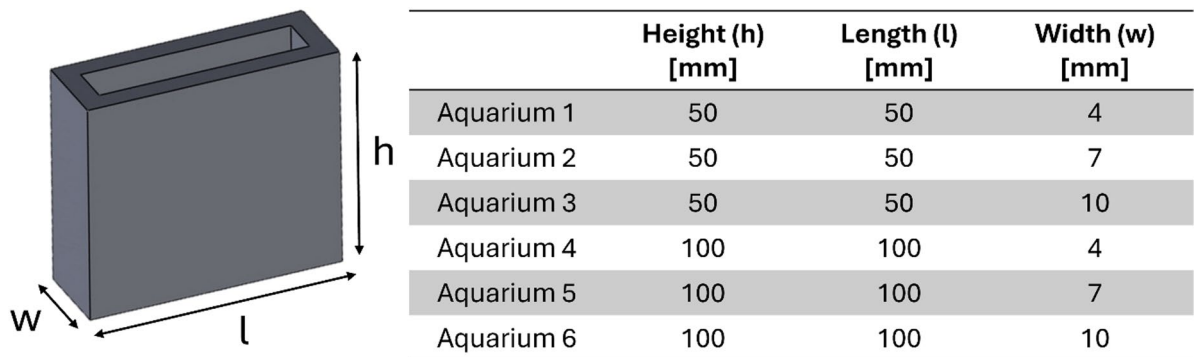 h
w
l
Height (h) Length (l) Width (w)
[mm] [mm] [mm]
Aquarium 1 50 50 4
Aquarium 2 50 50 7
Aquarium 3 50 50 10
Aquarium 4 100 100 4
Aquarium 5 100 100 7
Aquarium 6 100 100 10